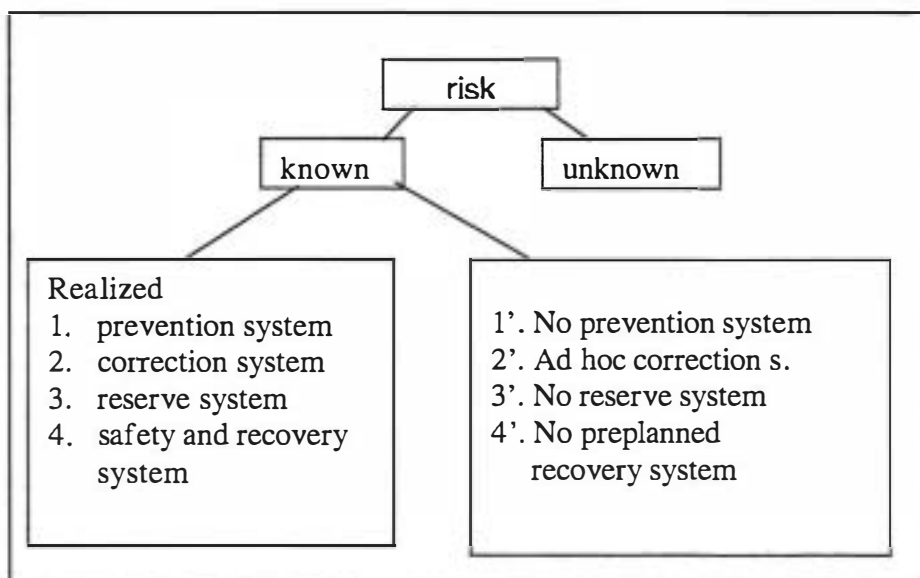 risk
known
unknown
Realized
1. prevention system
2. correction system
3. reserve system
4. safety and recovery
system
1’. No prevention system
2’. Ad hoc correction s.
3’. No reserve system
4’. No preplanned
recovery system